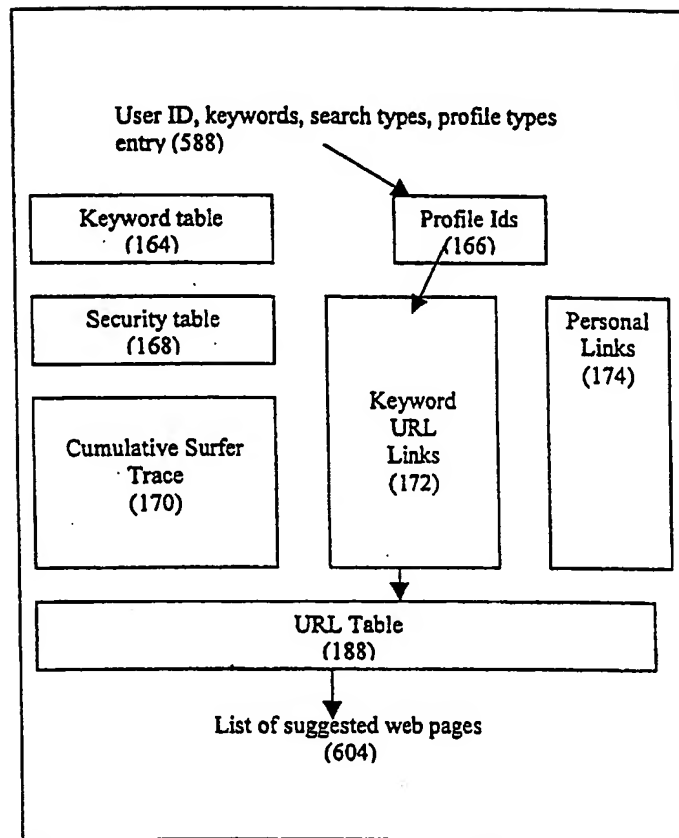 User ID, keywords, search types, profile types
entry (588)
Keyword table
(164)
Profile Ids
(166)
Security table
(168)
Personal
Links
(174)
Keyword
URL
Links
(172)
Cumulative Surfer
Trace
(170)
URL Table
(188)
List of suggested web pages
(604)